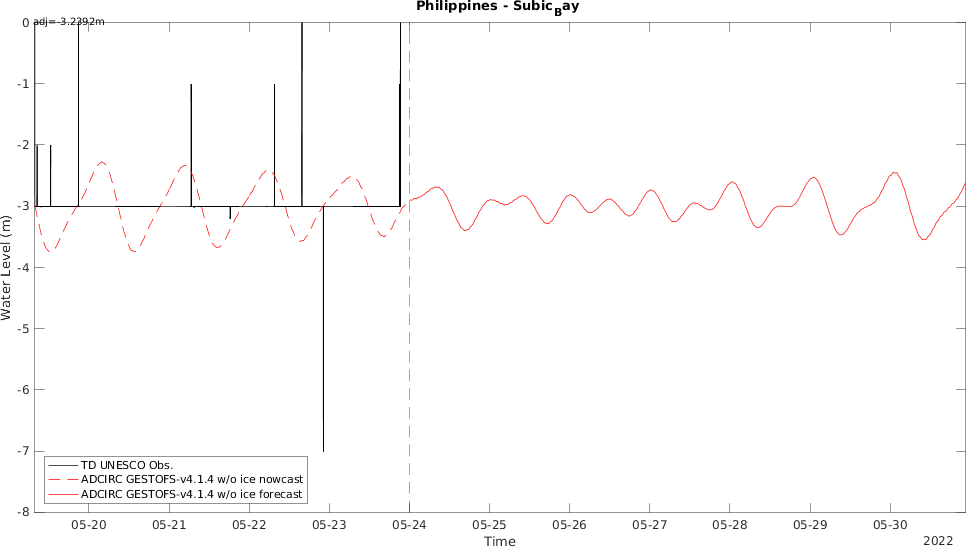 Philippines - Subic_Bay
adj=-3.2392m
0
-1
-2
-3
-4
-5
-6
-7
-8
Water Level (m)
TD UNESCO Obs.
ADCIRC GESTOFS-v4.1.4 w/o ice nowcast
ADCIRC GESTOFS-v4.1.4 w/o ice forecast
05-20 05-21 05-22 05-23 05-24 05-25 05-26 05-27 05-28 05-29 05-30
Time
2022